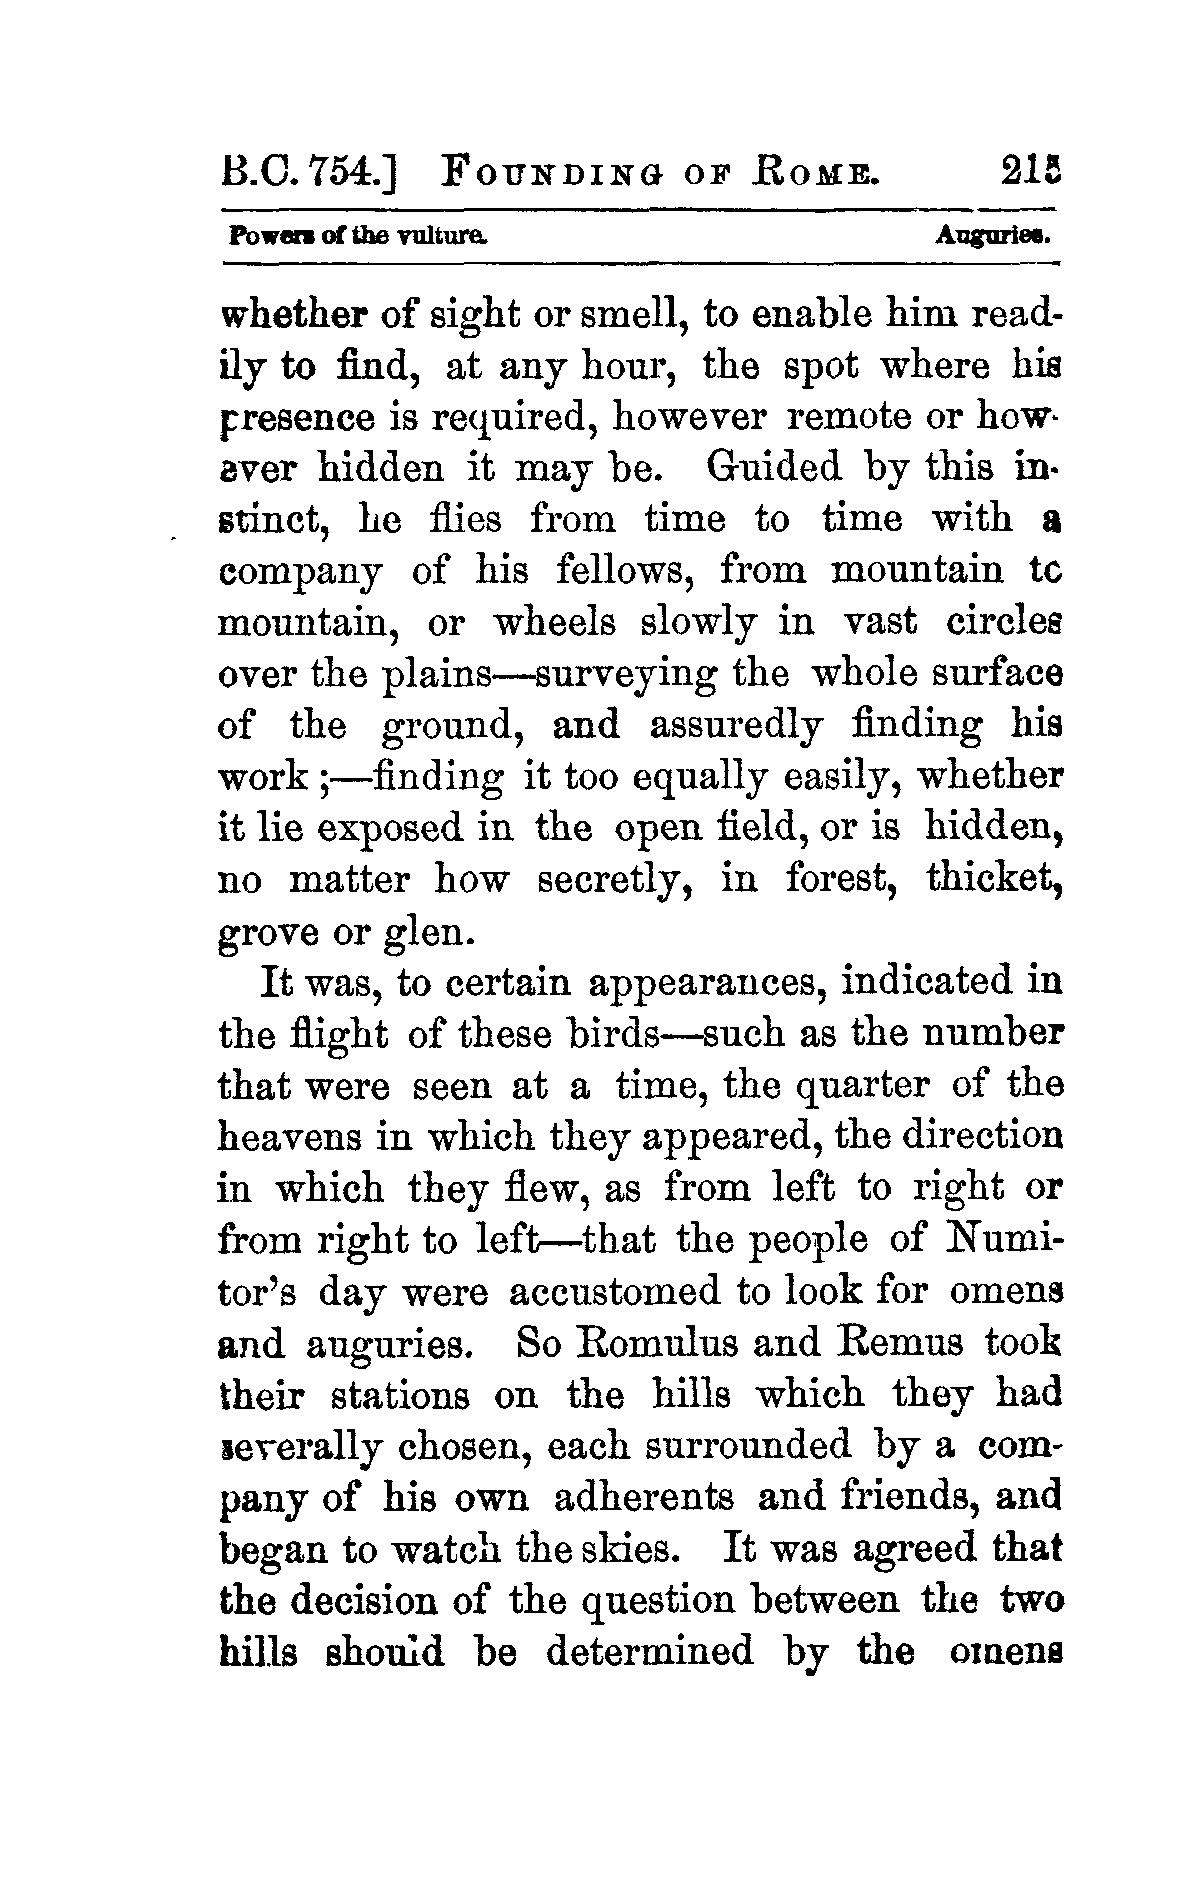 B.C. 754.] FOUNDING OF ROME. 215
Powers of the vulture. Auguries.
whether of sight or smell, to enable him read-
ily to find, at any hour, the spot where his
presence is required, however remote or how-
ever hidden it may be. Guided by this in-
stinct, he flies from time to time with a
company of his fellows, from mountain to
mountain, or wheels slowly in vast circles
over the plains—surveying the whole surface
of the ground, and assuredly finding his
work ;—finding it too equally easily, whether
it lie exposed in the open field, or is hidden,
no matter how secretly, in forest, thicket,
grove or glen.
It was, to certain appearances, indicated in
the flight of these birds—such as the number
that were seen at a time, the quarter of the
heavens in which they appeared, the direction
in which they flew, as from left to right or
from right to left—that the people of Numi-
tor's day were accustomed to look for omens
and auguries. So Romulus and Remus took
their stations on the hills which they had
severally chosen, each surrounded by a com-
pany of his own adherents and friends, and
began to watch the skies. It was agreed that
the decision of the question between the two
hills should be determined by the omens